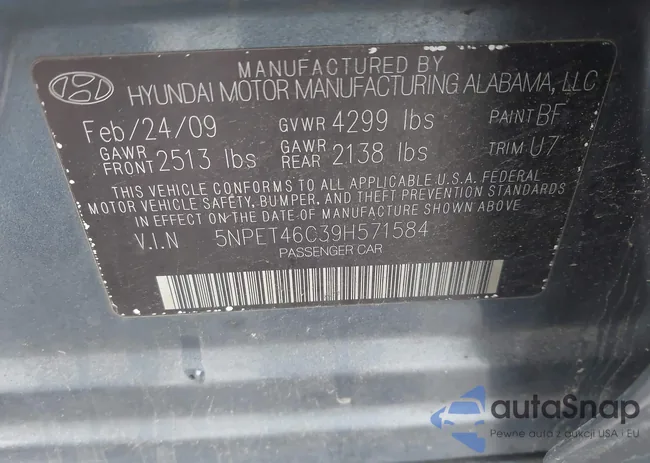 MANUFACTURED BY
HYUNDAI MOTOR MANUFACTURING ALABAMA, LLC
Feb/24/09 GVWR 4299 lbs PAINT BF
GAWR FRONT 2513 lbs GAWR REAR 2138 lbs TRIM U7
THIS VEHICLE CONFORMS TO ALL APPLICABLE U.S.A. FEDERAL
MOTOR VEHICLE SAFETY, BUMPER, AND THEFT PREVENTION STANDARDS
IN EFFECT ON THE DATE OF MANUFACTURE SHOWN ABOVE
V.I.N 5NPET46C39H571584
PASSENGER CAR
autoSnap
Pewne auta z aukcji USA i EU